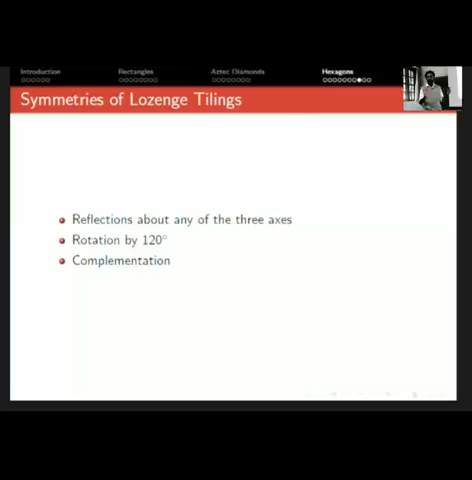 Introduction Rectangles Aztec Diamonds Hexagons
Symmetries of Lozenge Tilings
Reflections about any of the three axes
Rotation by 120°
Complementation